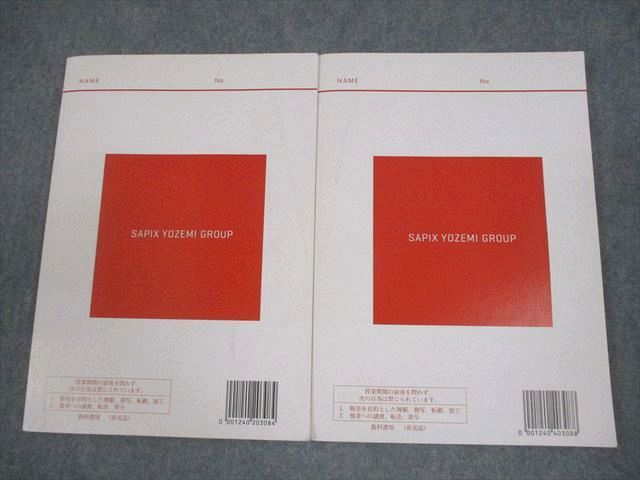 NAME No.
SAPIX YOZEMI GROUP
授業期間の前後を問わず、
次の行為は禁じられています。
1. 販売を目的とした複製、複写、転載、加工
2. 他者への譲渡、転売、貸与
教科書用 (非売品)
0 001240 203084
NAME No.
SAPIX YOZEMI GROUP
授業期間の前後を問わず、
次の行為は禁じられています。
1. 販売を目的とした複製、複写、転載、加工
2. 他者への譲渡、転売、貸与
教科書用 (非売品)
0 001240 403088